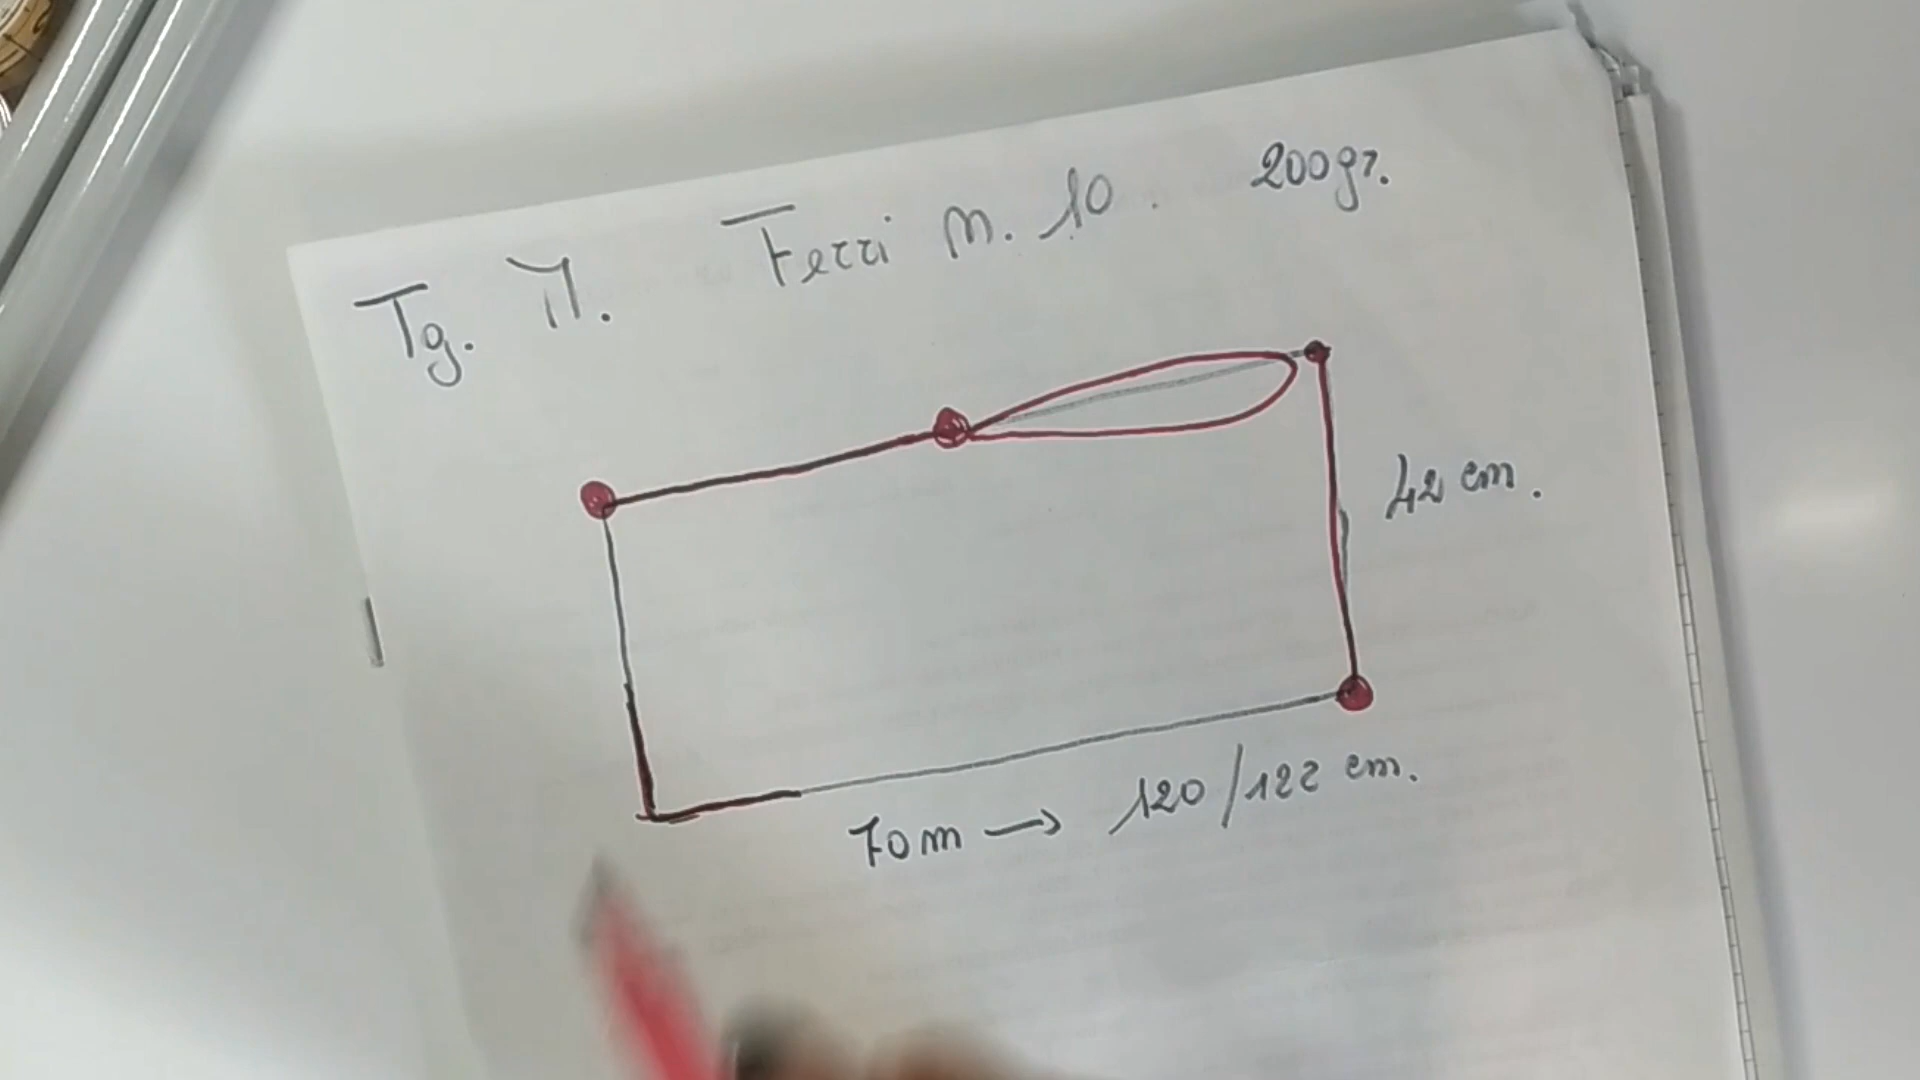 Tg. M. Ferri n. 10. 200gr.
42 cm.
70m → 120/122 cm.